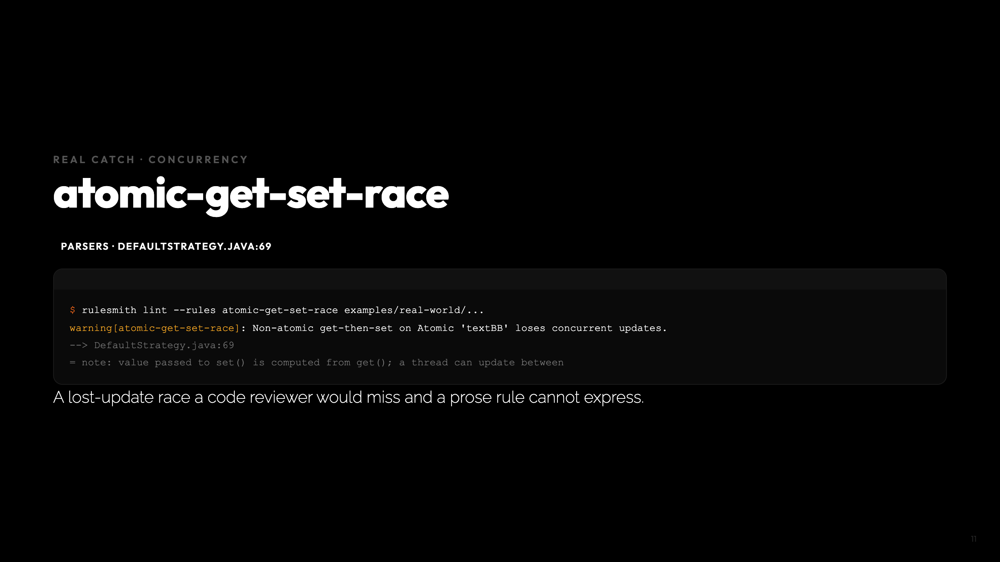 REAL CATCH · CONCURRENCY
atomic-get-set-race
PARSERS · DEFAULTSTRATEGY.JAVA:69
$ rulesmith lint --rules atomic-get-set-race examples/real-world/...
warning[atomic-get-set-race]: Non-atomic get-then-set on Atomic 'textBB' loses concurrent updates.
--> DefaultStrategy.java:69
= note: value passed to set() is computed from get(); a thread can update between
A lost-update race a code reviewer would miss and a prose rule cannot express.
11